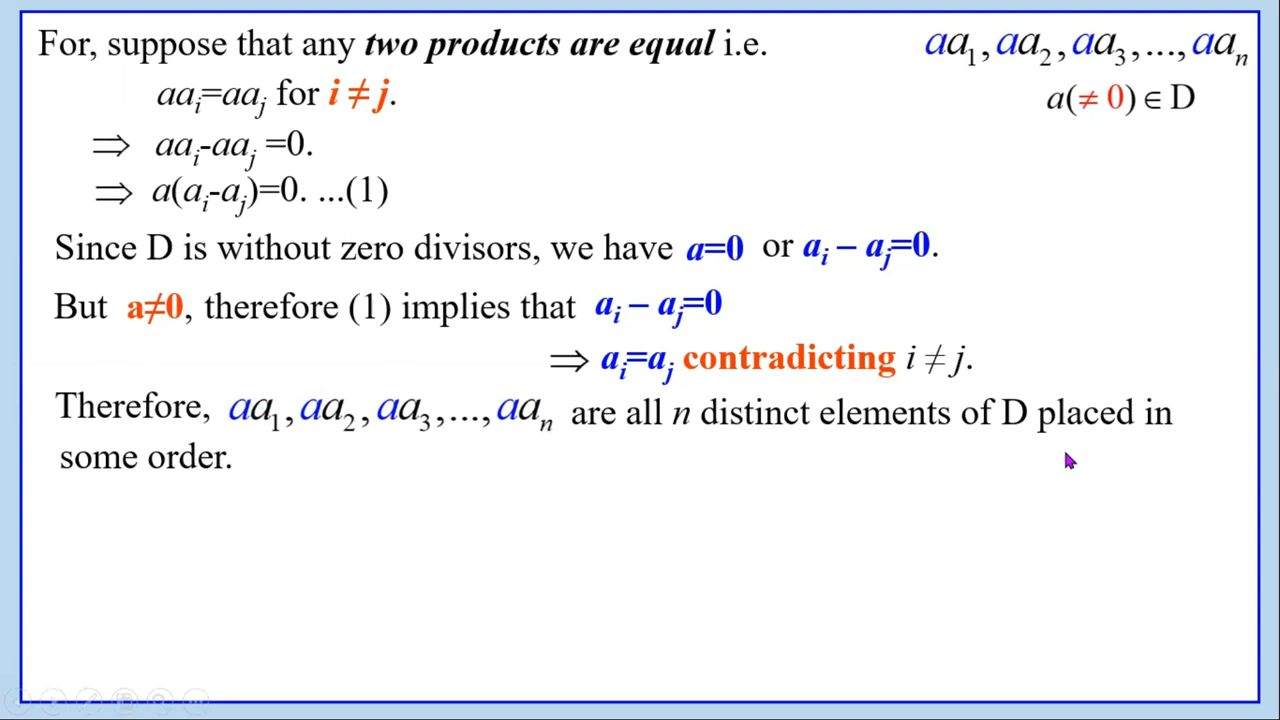 For, suppose that any two products are equal i.e.
aa₁, aa₂, aa₃, ..., aaₙ
aaᵢ=aaⱼ for i ≠ j.
a(≠ 0) ∈ D
⇒ aaᵢ-aaⱼ =0.
⇒ a(aᵢ-aⱼ)=0. ...(1)
Since D is without zero divisors, we have a=0 or aᵢ – aⱼ=0.
But a≠0, therefore (1) implies that aᵢ – aⱼ=0
⇒ aᵢ=aⱼ contradicting i ≠ j.
Therefore, aa₁, aa₂, aa₃, ..., aaₙ are all n distinct elements of D placed in
some order.